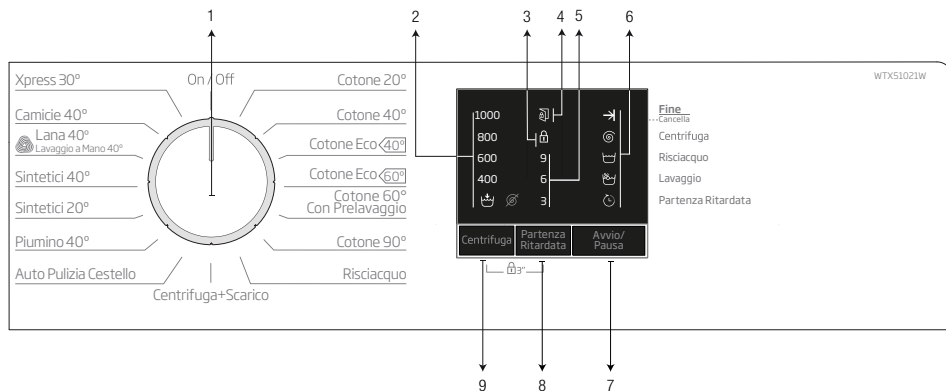 1
2
3
4
5
6
WTX51021W
On / Off
Xpress 30°
Camicie 40°
Lana 40°
Lavaggio a Mano 40°
Sintetici 40°
Sintetici 20°
Piumino 40°
Auto Pulizia Cestello
Centrifuga+Scarico
Cotone 20°
Cotone 40°
Cotone Eco 40°
Cotone Eco 60°
Cotone 60°
Con Prelavaggio
Cotone 90°
Risciacquo
1000
800
600
400
9
6
3
Fine
Cancella
Centrifuga
Risciacquo
Lavaggio
Partenza Ritardata
Centrifuga
Partenza
Ritardata
Avvio/
Pausa
3"
9
8
7